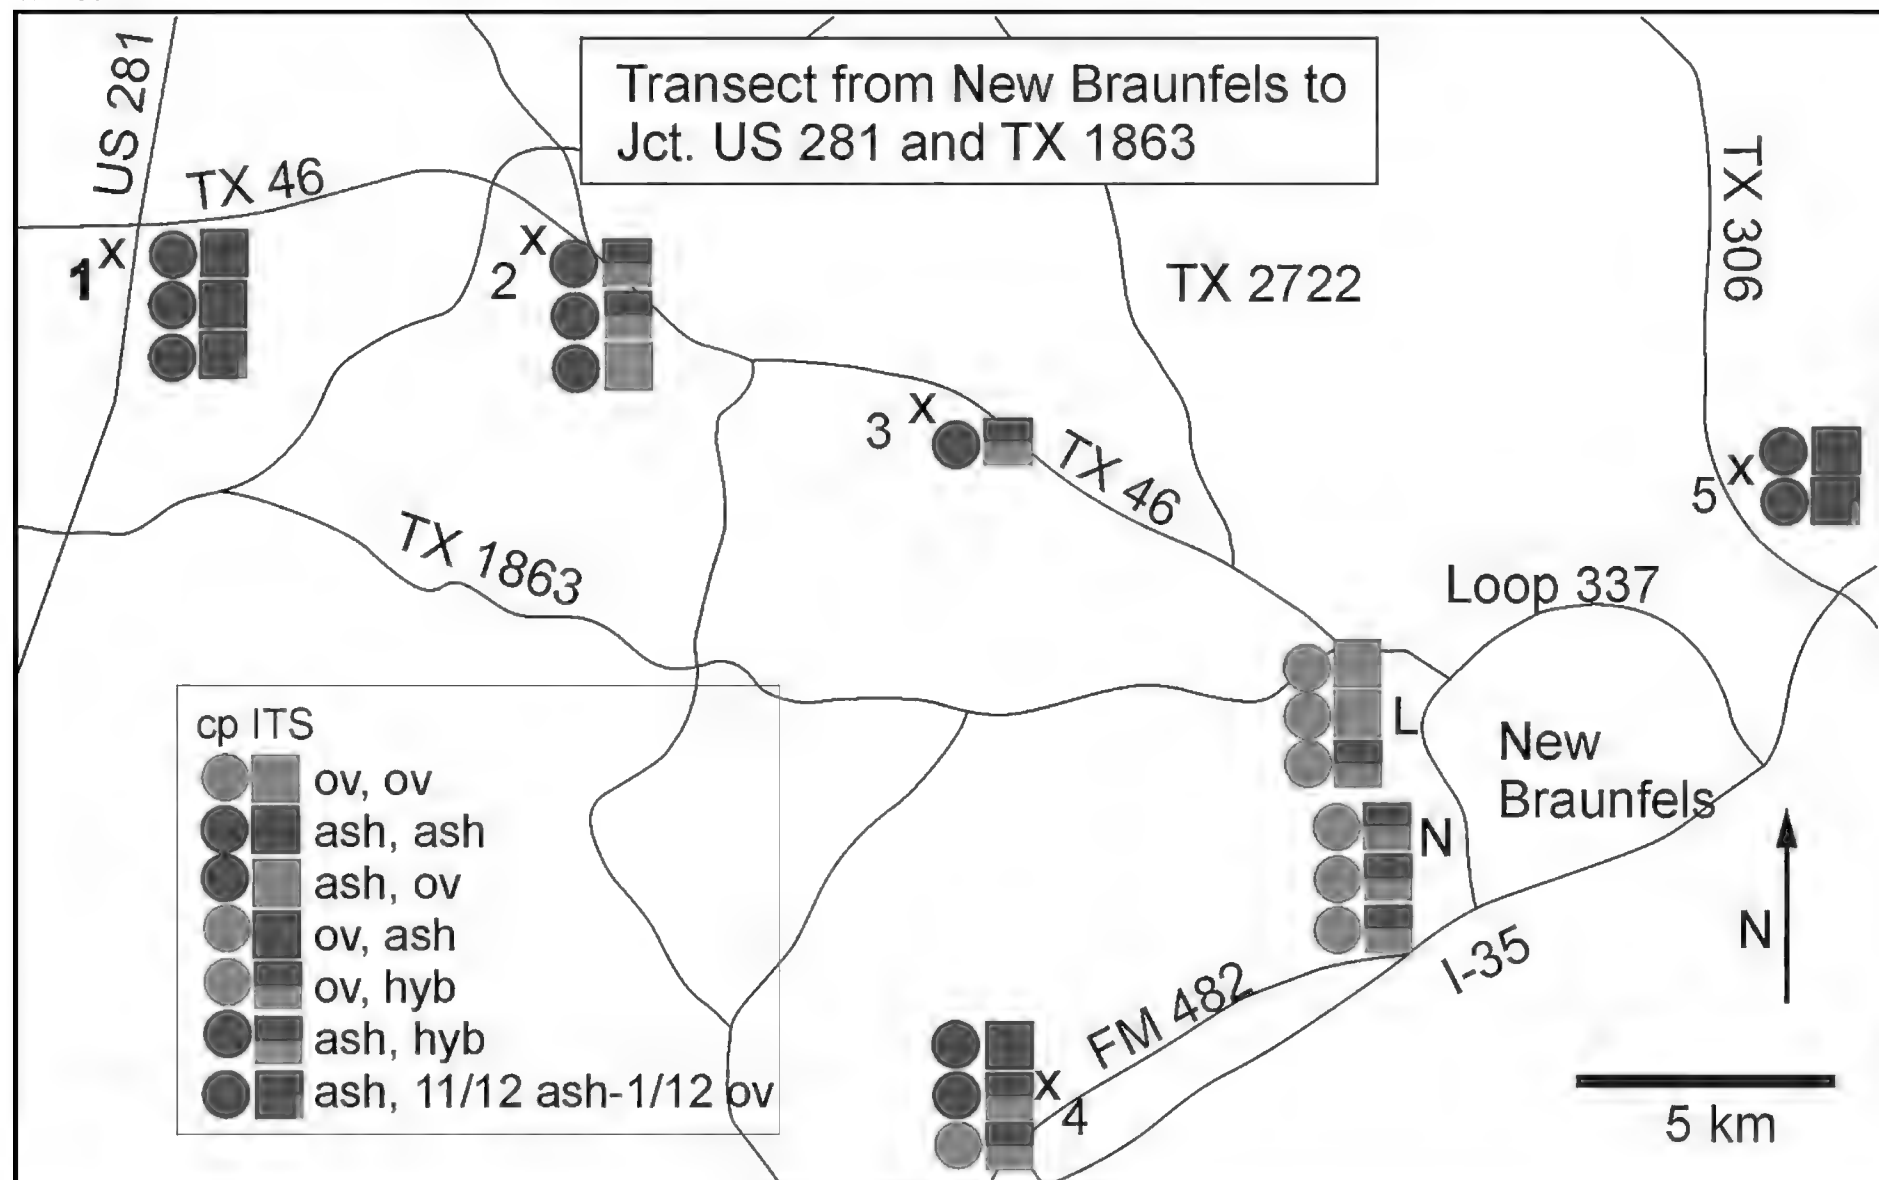 Transect from New Braunfels to
Jct. US 281 and TX 1863
US 281
TX 46
TX 306
1 x
2 x
TX 2722
3 x
TX 46
5 x
TX 1863
Loop 337
L
New
Braunfels
N
cp ITS
ov, ov
ash, ash
ash, ov
ov, ash
ov, hyb
ash, hyb
ash, 11/12 ash-1/12 ov
N
I-35
FM 482
x 4
5 km